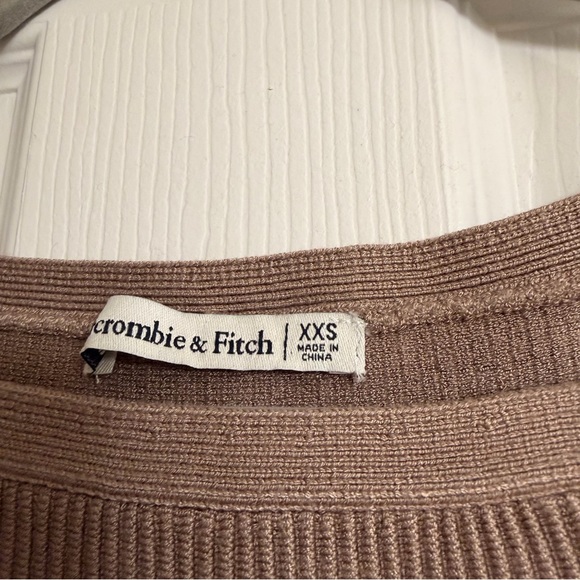 crombie & Fitch | XXS
MADE IN
CHINA